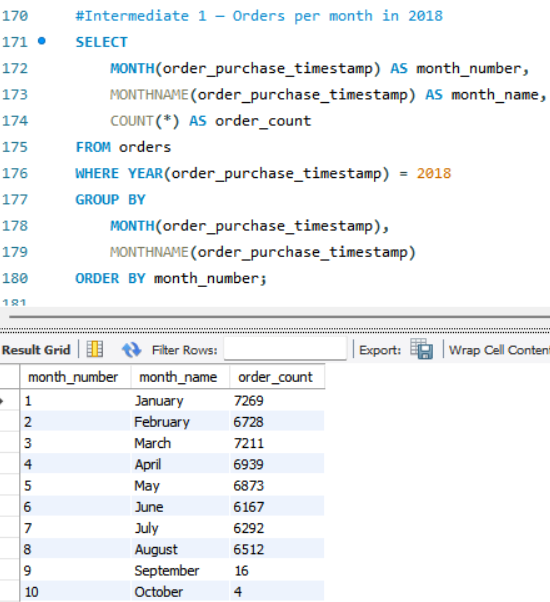 170 #Intermediate 1 – Orders per month in 2018
171 SELECT
172 MONTH(order_purchase_timestamp) AS month_number,
173 MONTHNAME(order_purchase_timestamp) AS month_name,
174 COUNT(*) AS order_count
175 FROM orders
176 WHERE YEAR(order_purchase_timestamp) = 2018
177 GROUP BY
178 MONTH(order_purchase_timestamp),
179 MONTHNAME(order_purchase_timestamp)
180 ORDER BY month_number;
181
Result Grid Filter Rows: Export: Wrap Cell Conten
month_number month_name order_count
1 January 7269
2 February 6728
3 March 7211
4 April 6939
5 May 6873
6 June 6167
7 July 6292
8 August 6512
9 September 16
10 October 4